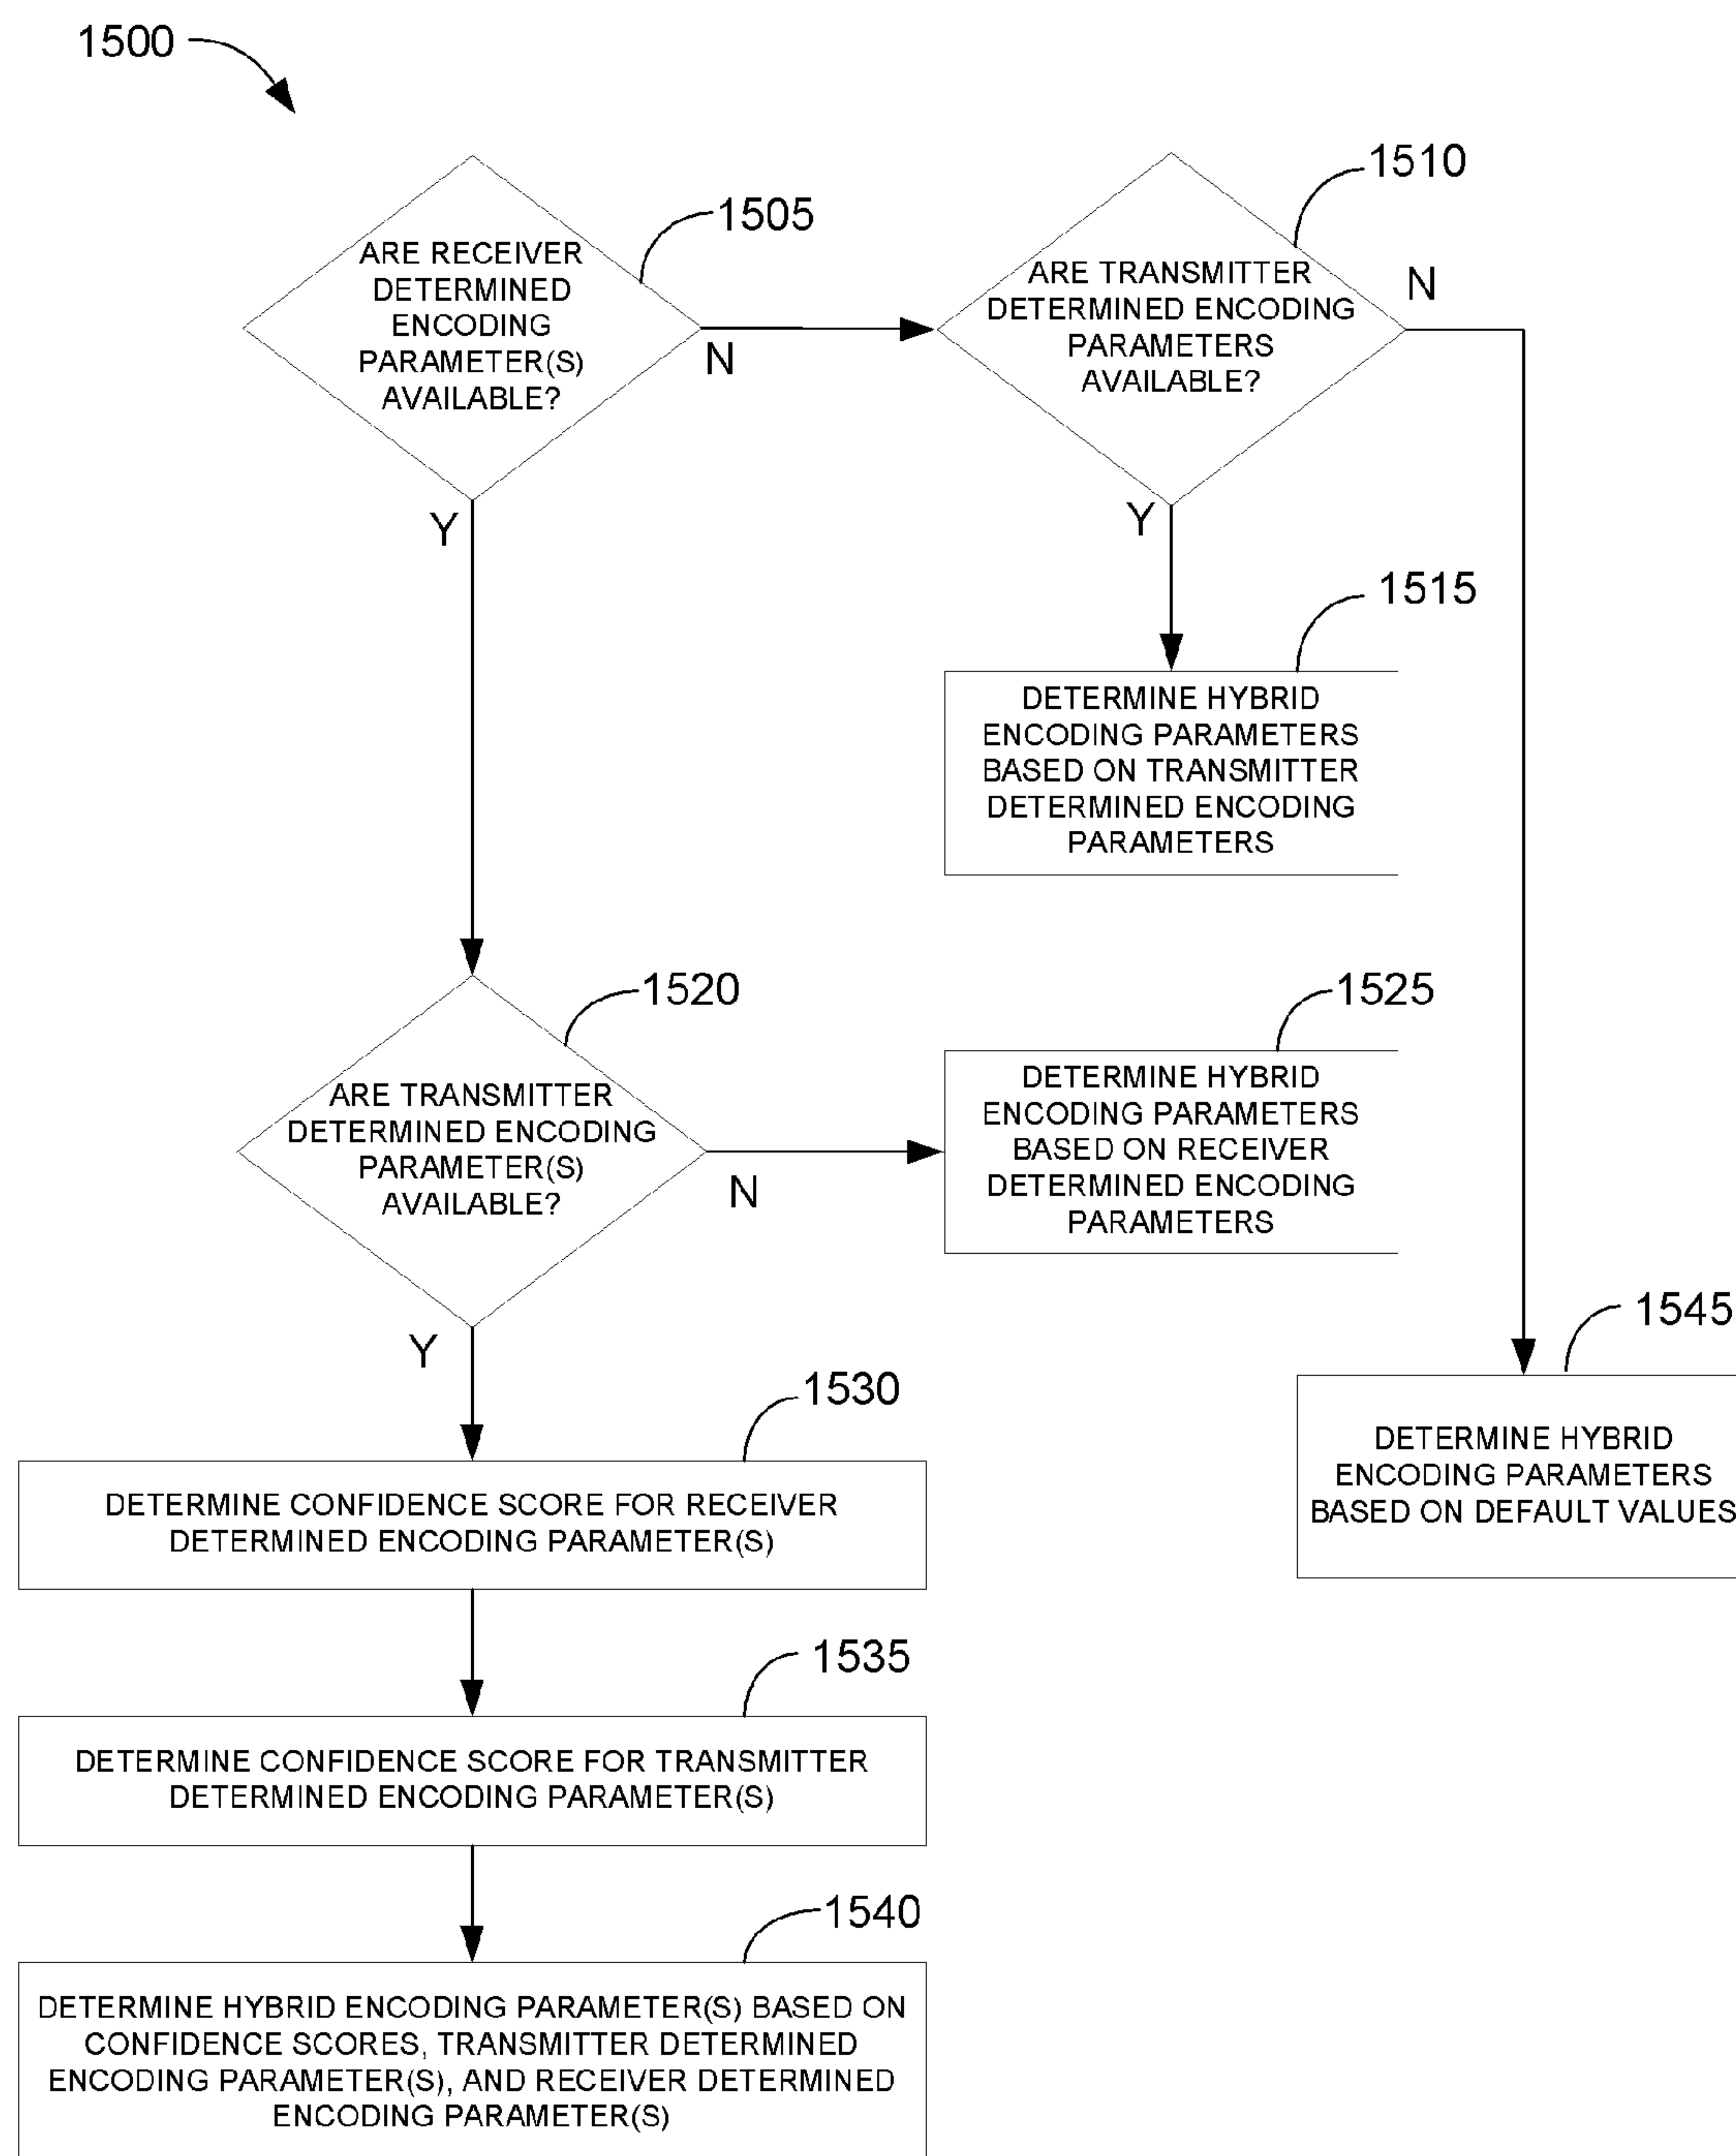 1500
1505
ARE RECEIVER
DETERMINED
ENCODING
PARAMETER(S)
AVAILABLE?
N
Y
1510
ARE TRANSMITTER
DETERMINED ENCODING
PARAMETERS
AVAILABLE?
N
Y
1515
DETERMINE HYBRID
ENCODING PARAMETERS
BASED ON TRANSMITTER
DETERMINED ENCODING
PARAMETERS
1520
ARE TRANSMITTER
DETERMINED ENCODING
PARAMETER(S)
AVAILABLE?
N
Y
1525
DETERMINE HYBRID
ENCODING PARAMETERS
BASED ON RECEIVER
DETERMINED ENCODING
PARAMETERS
1545
DETERMINE HYBRID
ENCODING PARAMETERS
BASED ON DEFAULT VALUES
1530
DETERMINE CONFIDENCE SCORE FOR RECEIVER
DETERMINED ENCODING PARAMETER(S)
1535
DETERMINE CONFIDENCE SCORE FOR TRANSMITTER
DETERMINED ENCODING PARAMETER(S)
1540
DETERMINE HYBRID ENCODING PARAMETER(S) BASED ON
CONFIDENCE SCORES, TRANSMITTER DETERMINED
ENCODING PARAMETER(S), AND RECEIVER DETERMINED
ENCODING PARAMETER(S)